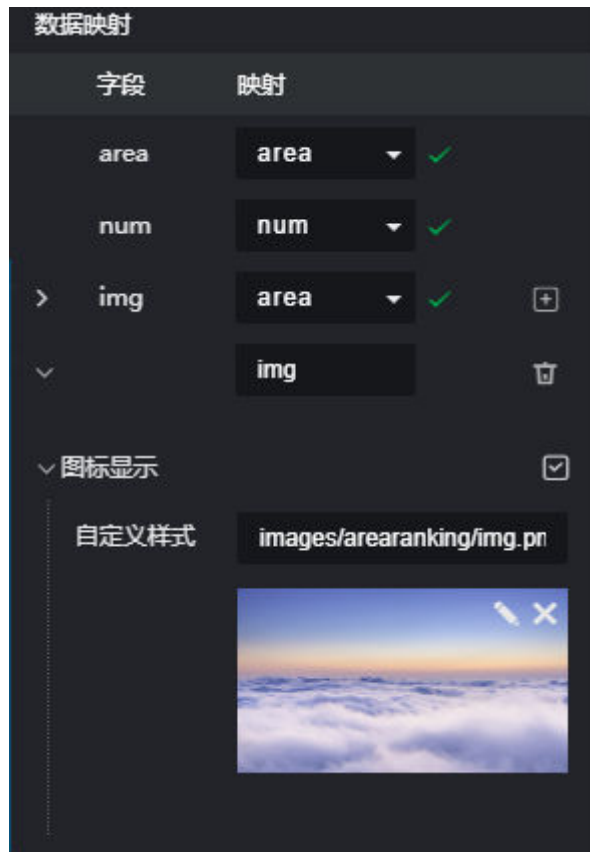 数据映射
字段 映射
area area
num num
img area
img
图标显示
自定义样式 images/arearanking/img.pn